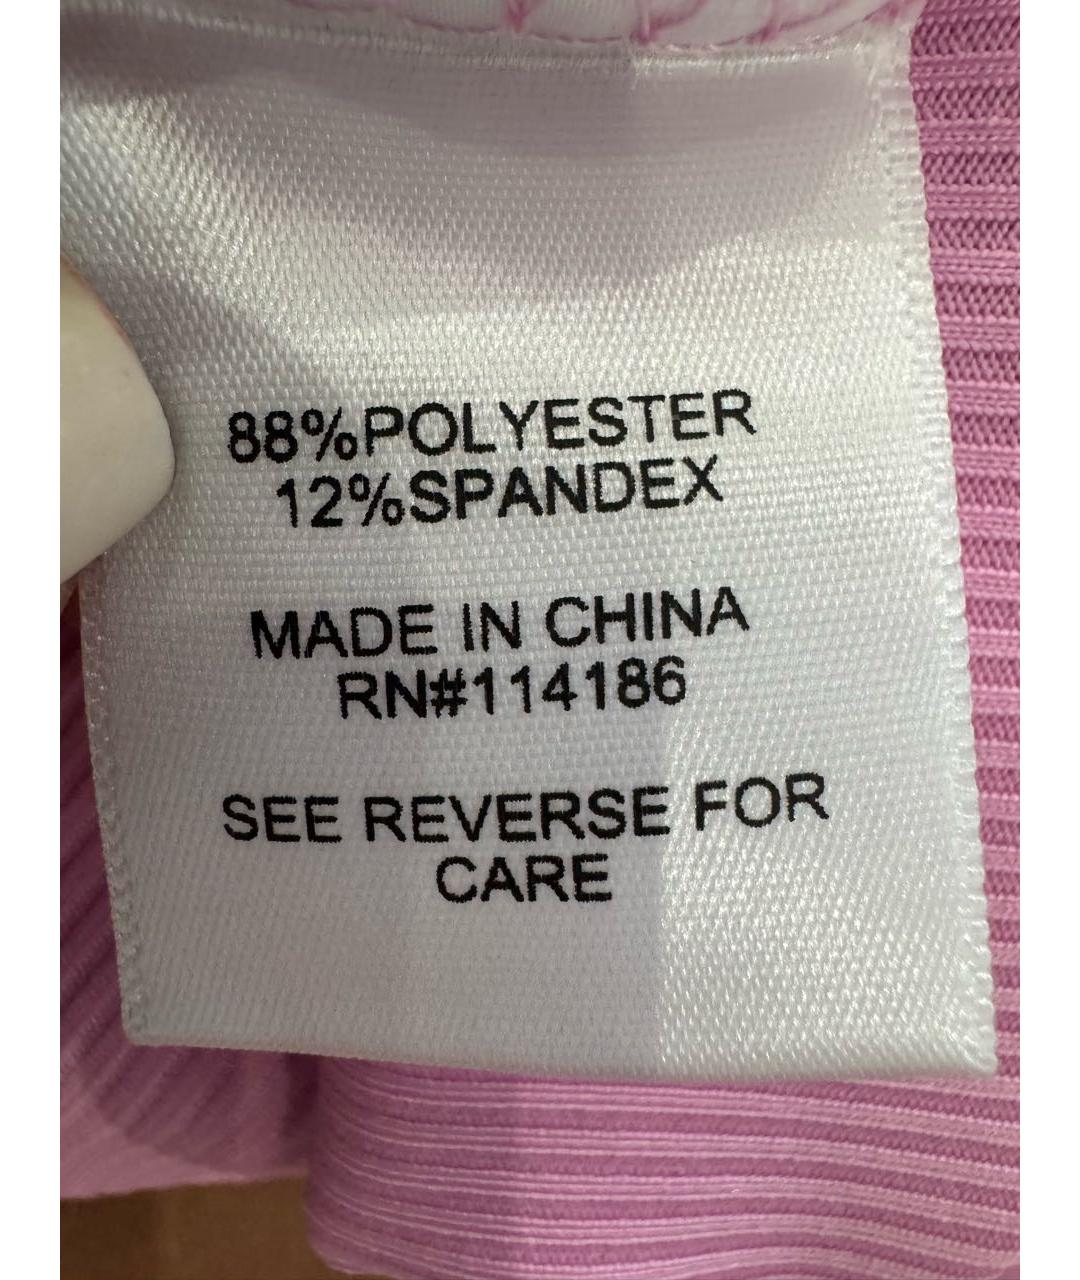 88%POLYESTER
12%SPANDEX
MADE IN CHINA
RN#114186
SEE REVERSE FOR
CARE